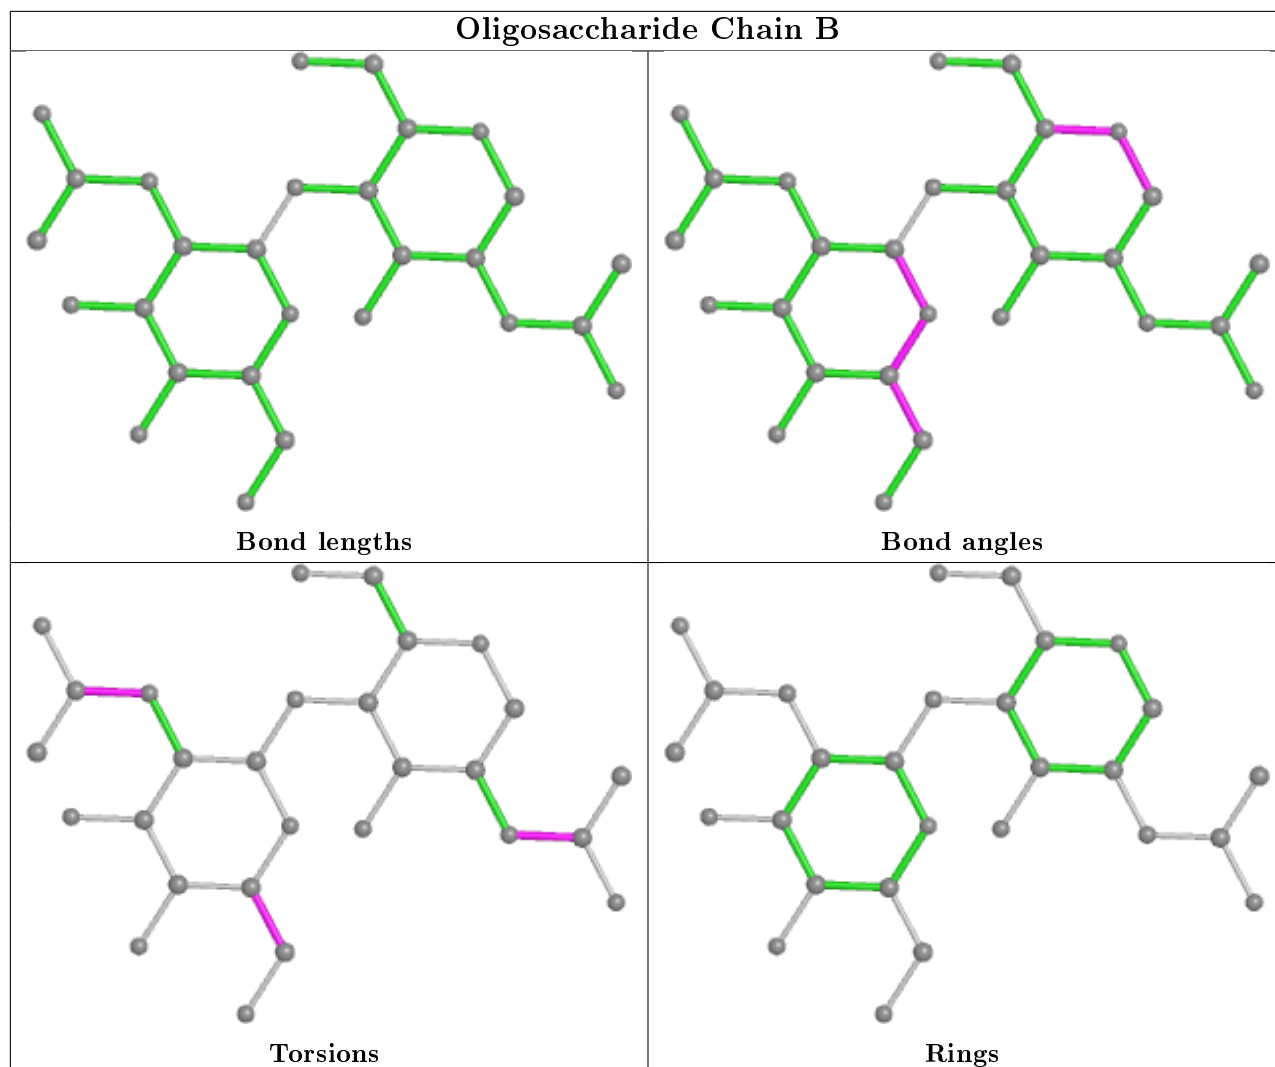 Oligosaccharide Chain B
Bond lengths
Bond angles
Torsions
Rings